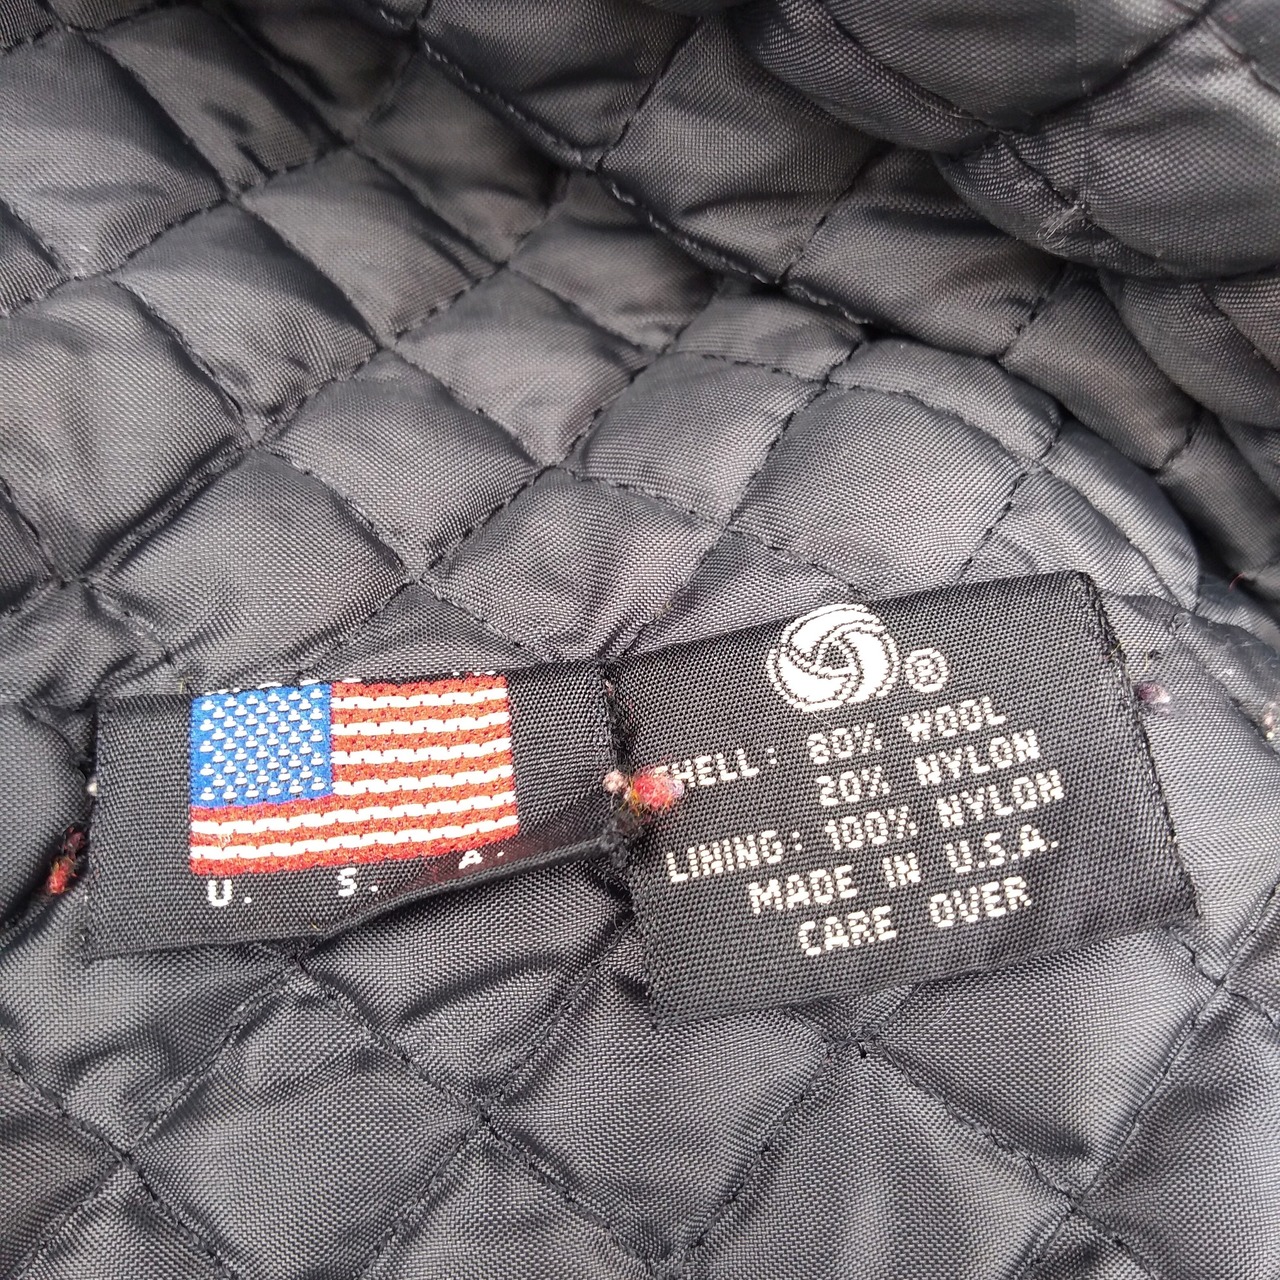 U. S. A.
®
SHELL: 80% WOOL
20% NYLON
LINING: 100% NYLON
MADE IN U.S.A.
CARE OVER